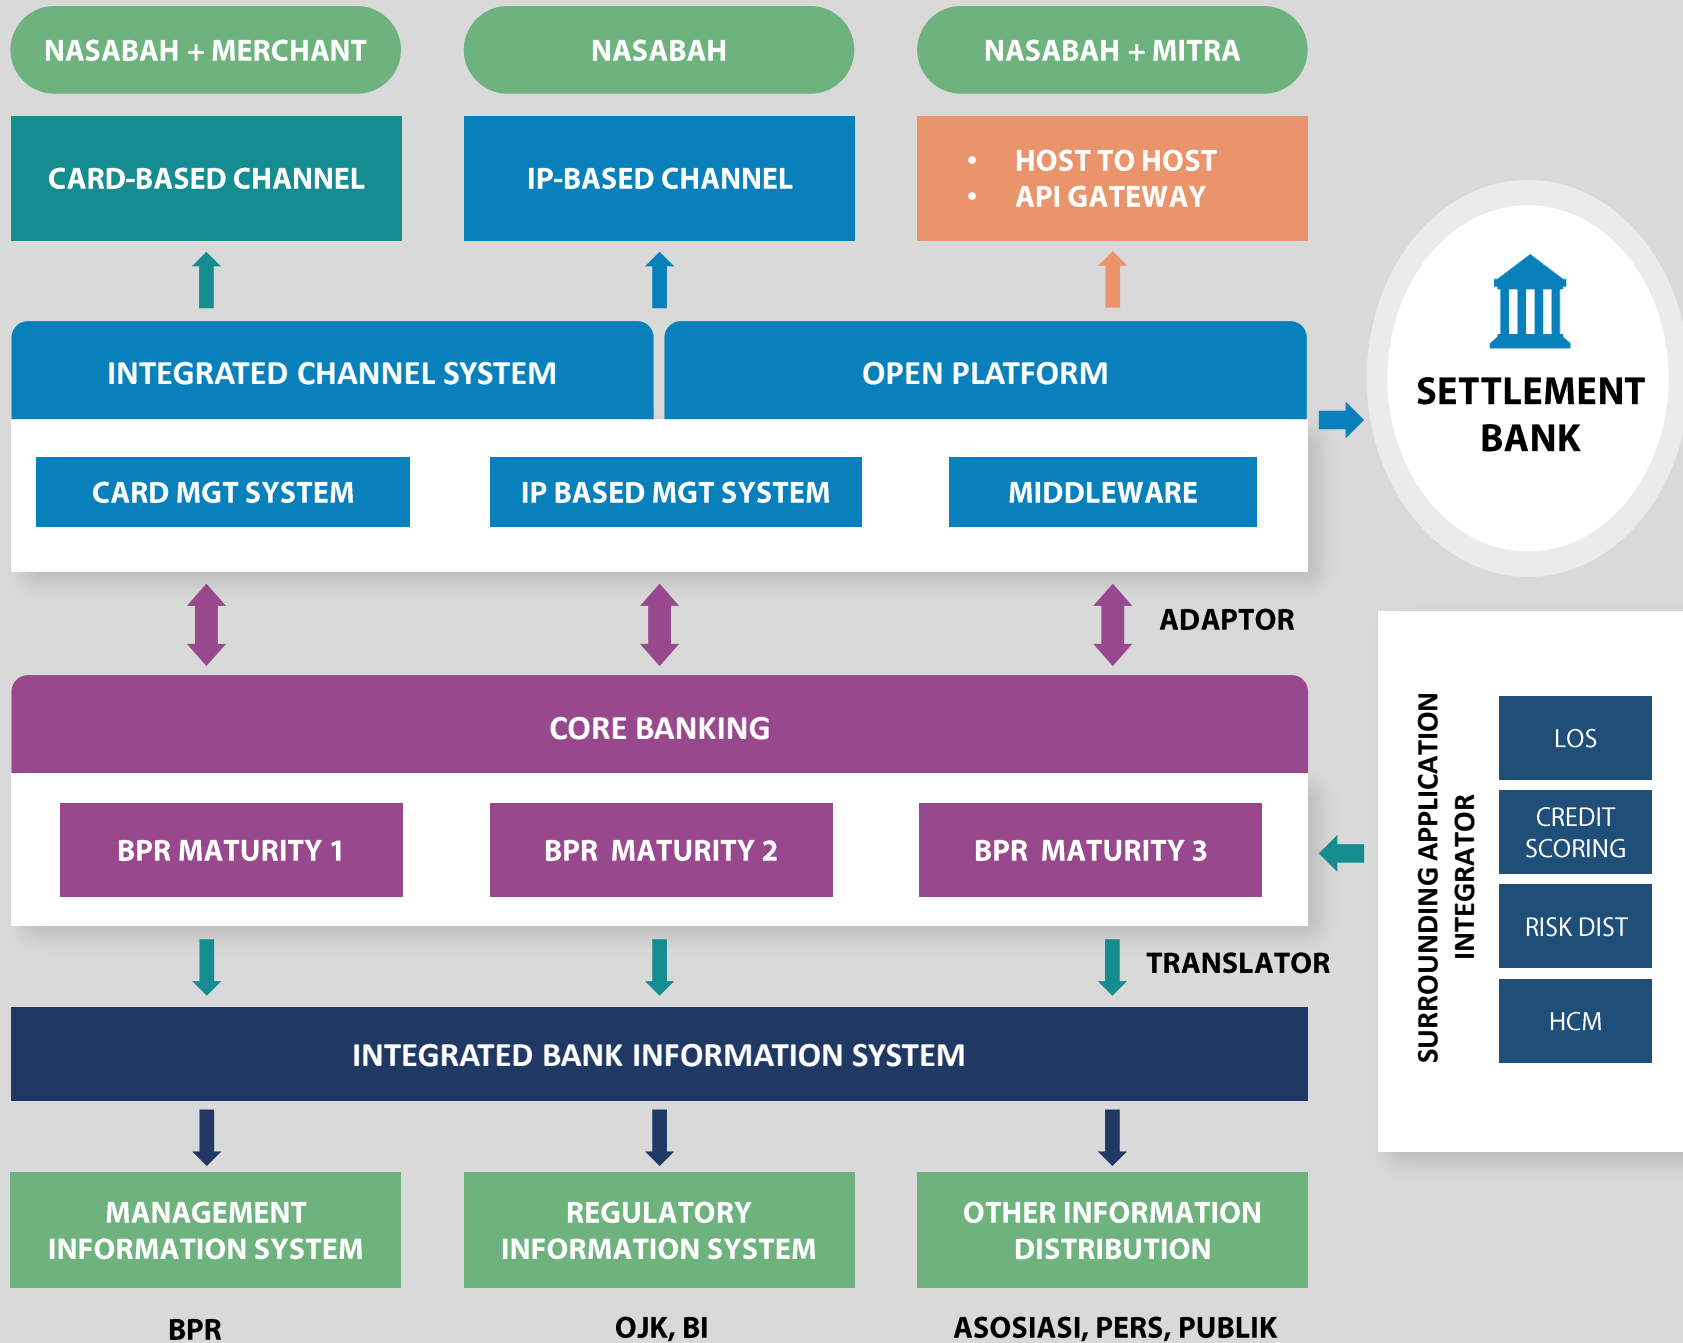 NASABAH + MERCHANT
NASABAH
NASABAH + MITRA
CARD-BASED CHANNEL
IP-BASED CHANNEL
• HOST TO HOST
• API GATEWAY
SETTLEMENT
BANK
INTEGRATED CHANNEL SYSTEM
OPEN PLATFORM
CARD MGT SYSTEM
IP BASED MGT SYSTEM
MIDDLEWARE
ADAPTOR
CORE BANKING
BPR MATURITY 1
BPR MATURITY 2
BPR MATURITY 3
SURROUNDING APPLICATION
INTEGRATOR
LOS
CREDIT
SCORING
RISK DIST
HCM
TRANSLATOR
INTEGRATED BANK INFORMATION SYSTEM
MANAGEMENT
INFORMATION SYSTEM
REGULATORY
INFORMATION SYSTEM
OTHER INFORMATION
DISTRIBUTION
BPR
OJK, BI
ASOSIASI, PERS, PUBLIK